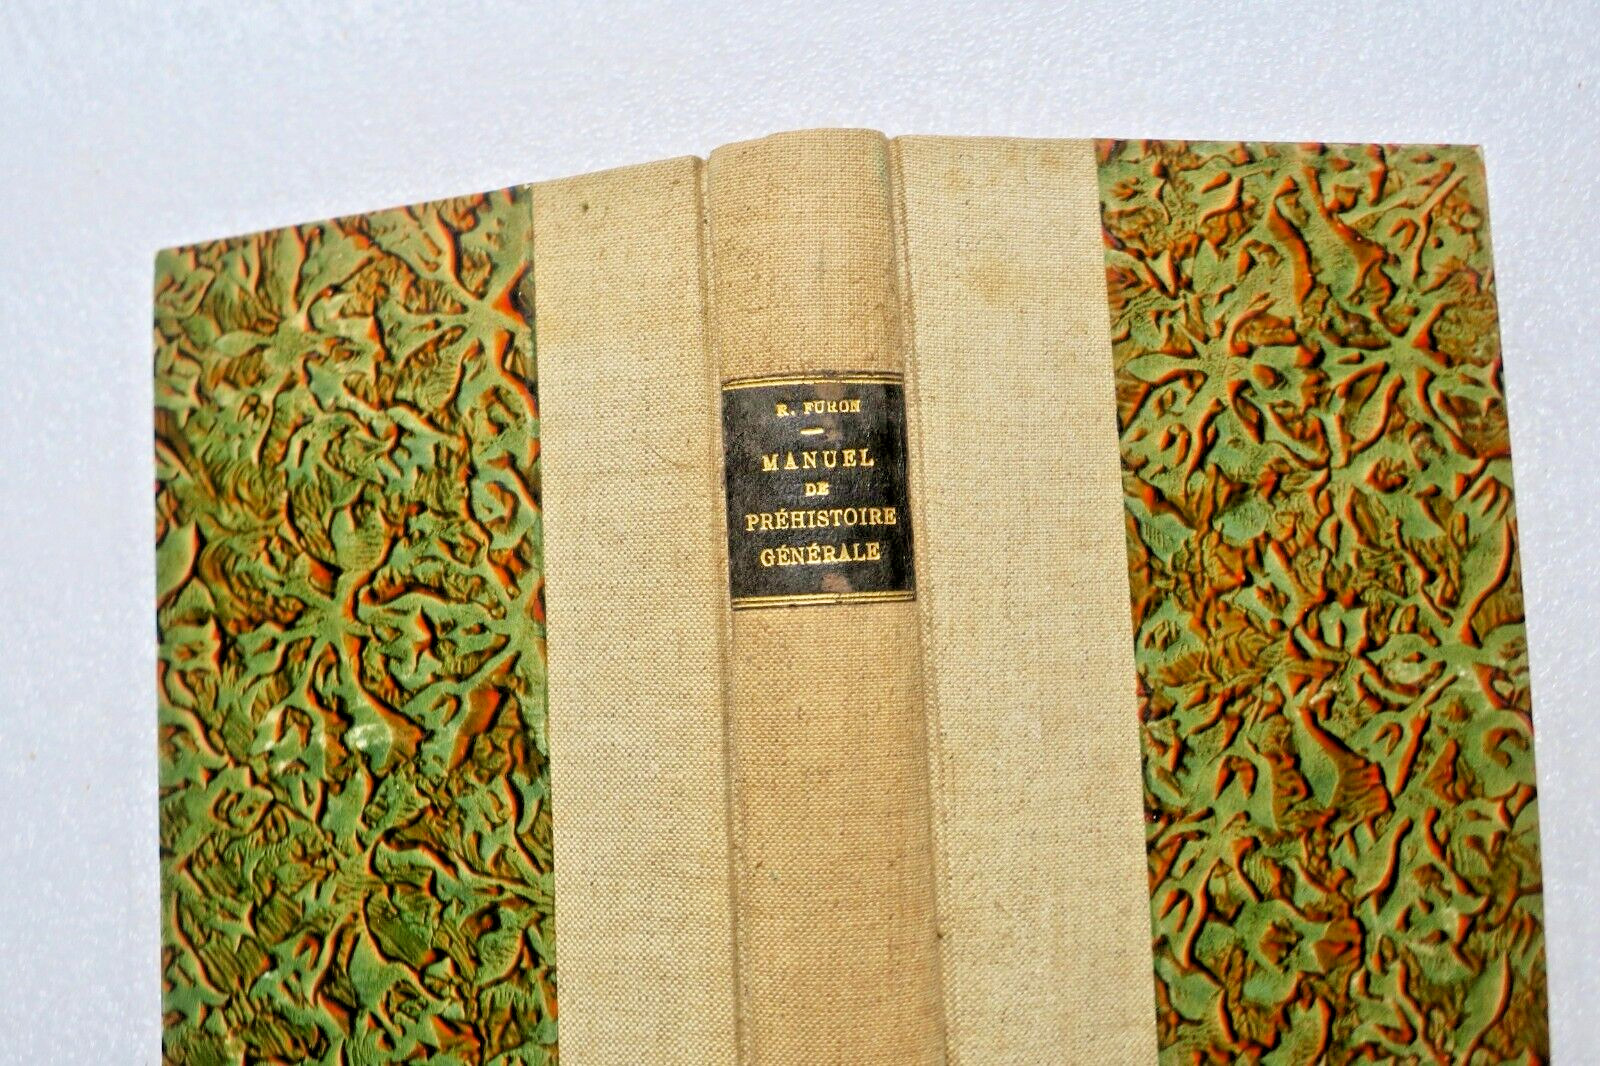 R. FURON
MANUEL
DE
PRÉHISTOIRE
GÉNÉRALE